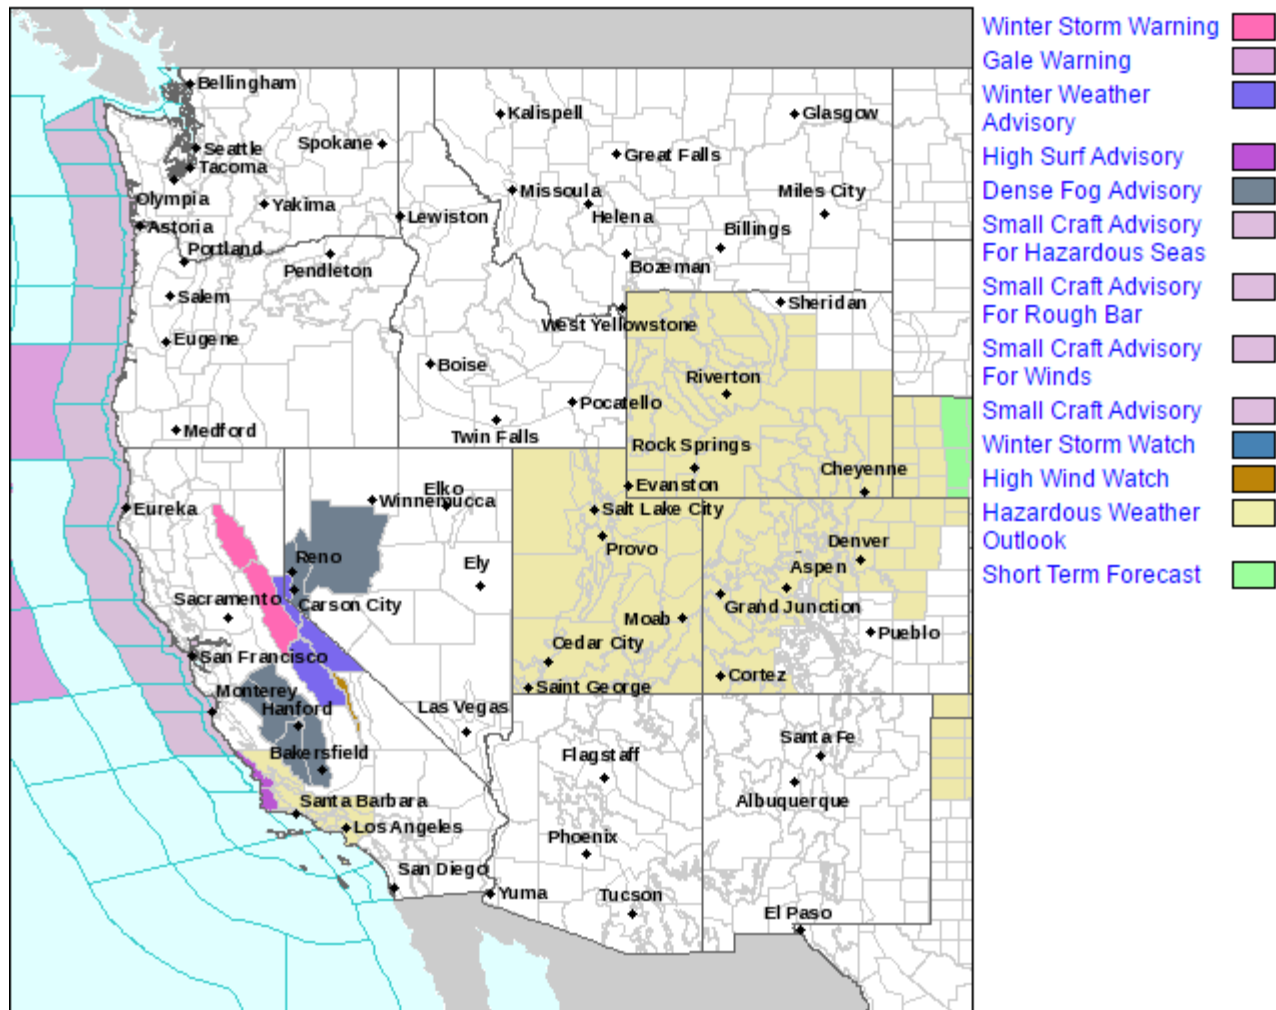 Bellingham
Seattle
Tacoma
Olympia
Spokane
Yakima
Astoria
Portland
Pendleton
Lewiston
Salem
Eugene
Medford
Kalispell
Glasgow
Great Falls
Missoula
Helena
Miles City
Billings
Bozeman
West Yellowstone
Sheridan
Boise
Pocatello
Twin Falls
Riverton
Rock Springs
Cheyenne
Evanston
Eureka
Elko
Winnemucca
Reno
Ely
Carson City
Sacramento
San Francisco
Monterey
Hanford
Bakersfield
Las Vegas
Santa Barbara
Los Angeles
San Diego
Salt Lake City
Provo
Moab
Cedar City
Saint George
Denver
Aspen
Grand Junction
Pueblo
Cortez
Flagstaff
Phoenix
Yuma
Tucson
Santa Fe
Albuquerque
El Paso
Winter Storm Warning
Gale Warning
Winter Weather
Advisory
High Surf Advisory
Dense Fog Advisory
Small Craft Advisory
For Hazardous Seas
Small Craft Advisory
For Rough Bar
Small Craft Advisory
For Winds
Small Craft Advisory
Winter Storm Watch
High Wind Watch
Hazardous Weather
Outlook
Short Term Forecast